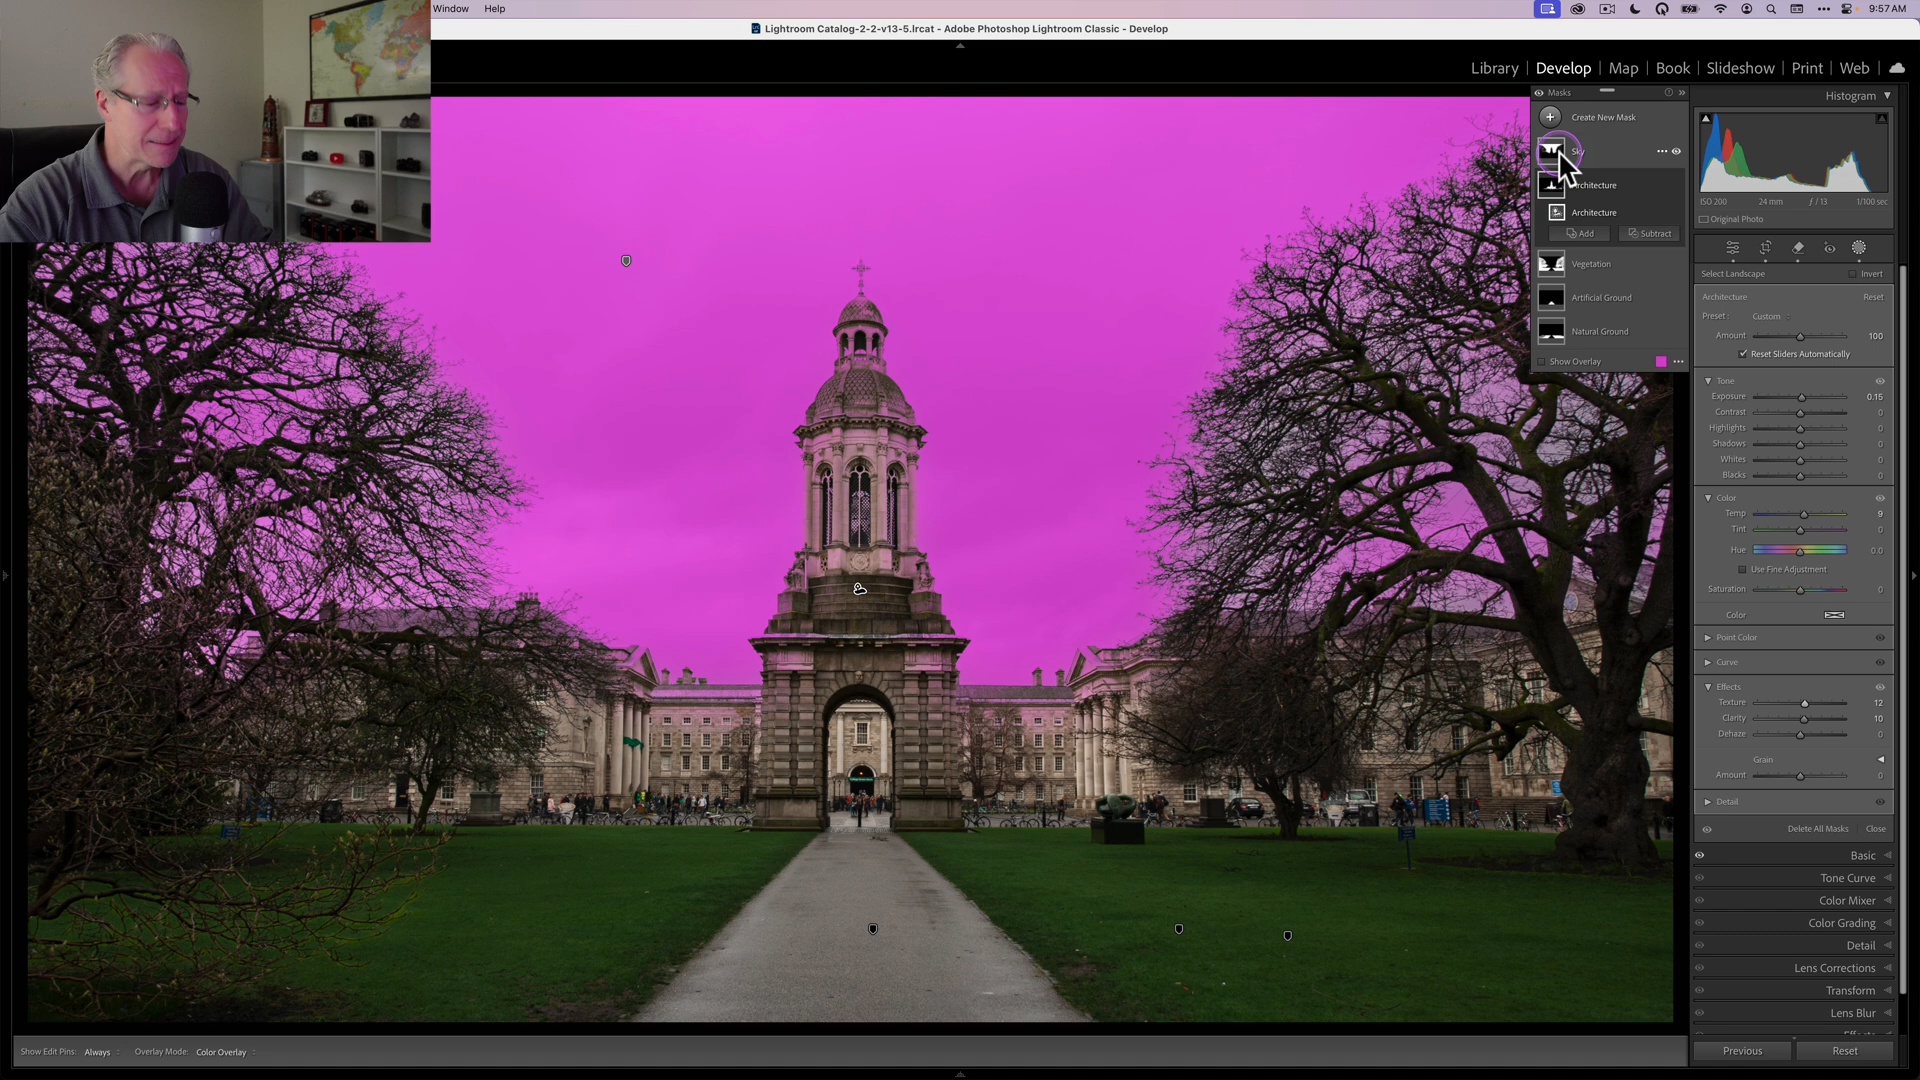 Window Help
9:57 AM
Lightroom Catalog-2-2-v13-5.lrcat - Adobe Photoshop Lightroom Classic - Develop
Library | Develop | Map | Book | Slideshow | Print | Web
Masks
Create New Mask
Sky
Architecture
Architecture
Add Subtract
Vegetation
Artificial Ground
Natural Ground
Show Overlay
Histogram
ISO 200 24 mm ƒ / 13 1/100 sec
Original Photo
Select Landscape Invert
Architecture Reset
Preset : Custom
Amount 100
Reset Sliders Automatically
Tone
Exposure 0.15
Contrast 0
Highlights 0
Shadows 0
Whites 0
Blacks 0
Color
Temp 9
Tint 0
Hue 0.0
Use Fine Adjustment
Saturation 0
Color
Point Color
Curve
Effects
Texture 12
Clarity 10
Dehaze 0
Grain
Amount 0
Detail
Delete All Masks Close
Basic
Tone Curve
Color Mixer
Color Grading
Detail
Lens Corrections
Transform
Lens Blur
Effects
Previous Reset
Show Edit Pins: Always Overlay Mode: Color Overlay